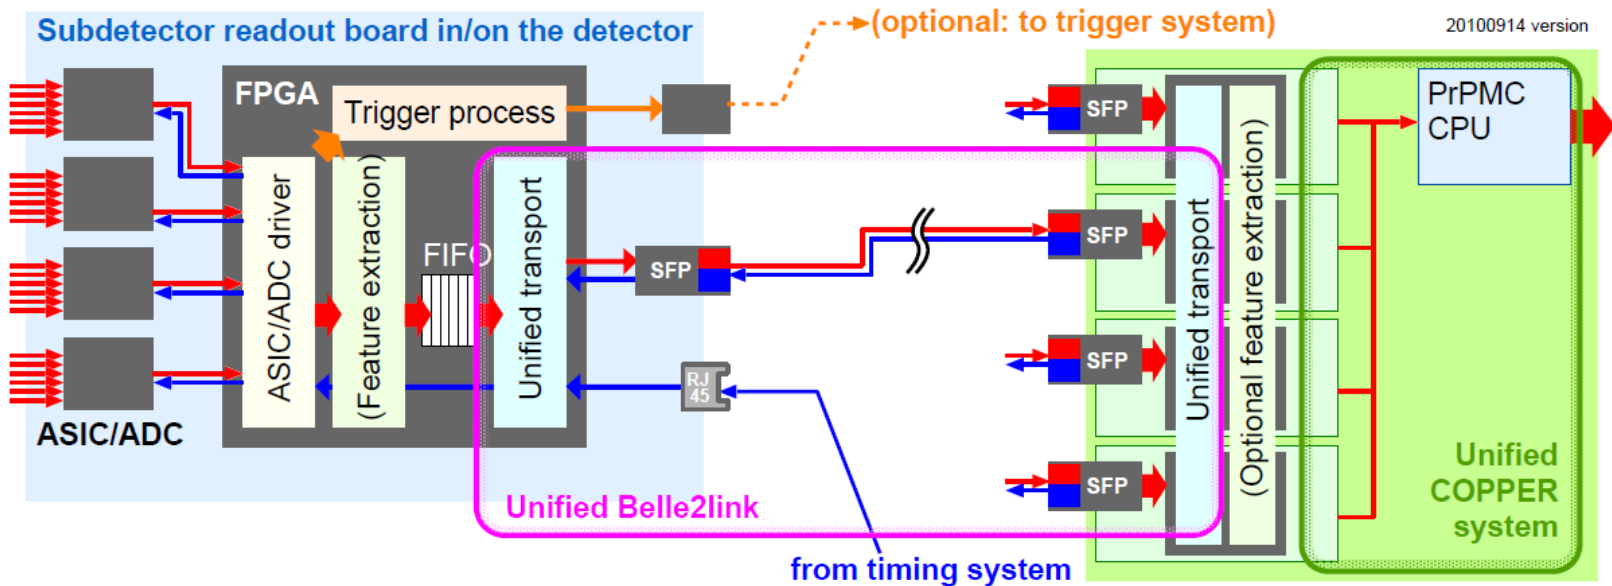 Subdetector readout board in/on the detector
(optional: to trigger system)
20100914 version
FPGA
Trigger process
ASIC/ADC driver
(Feature extraction)
FIFO
Unified transport
SFP
RJ
45
ASIC/ADC
Unified Belle2link
from timing system
SFP
SFP
SFP
SFP
Unified transport
(Optional feature extraction)
PrPMC
CPU
Unified
COPPER
system